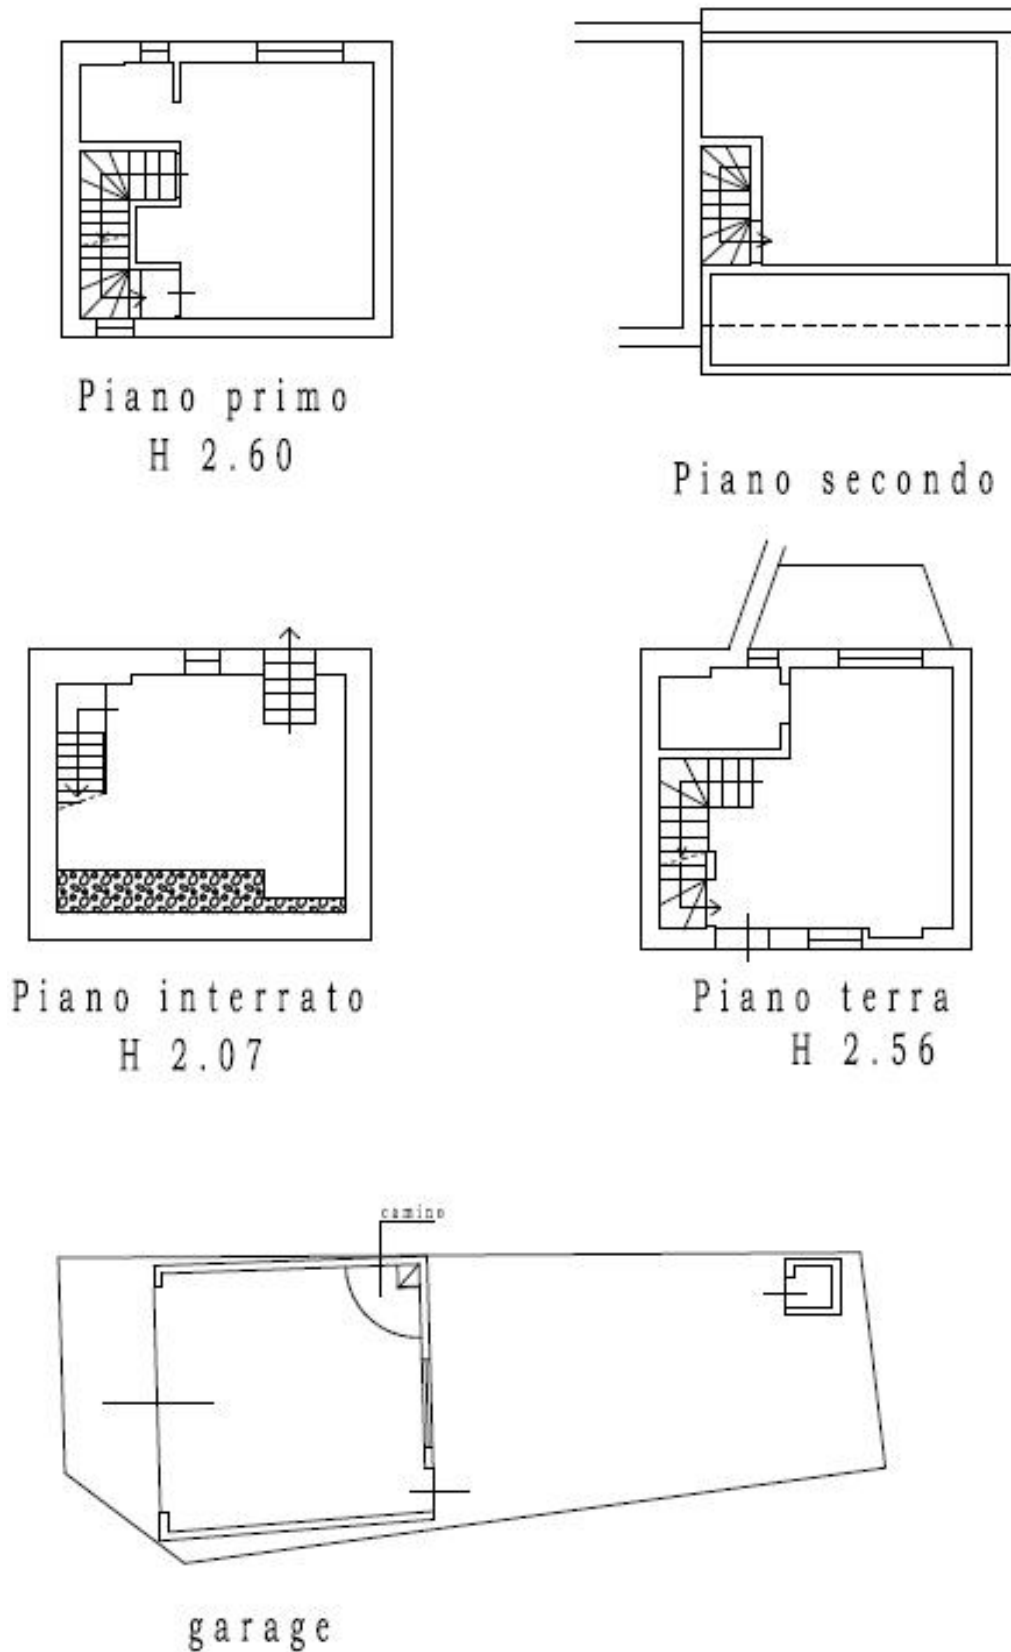 Piano primo
H 2.60
Piano secondo
Piano interrato
H 2.07
Piano terra
H 2.56
camino
garage